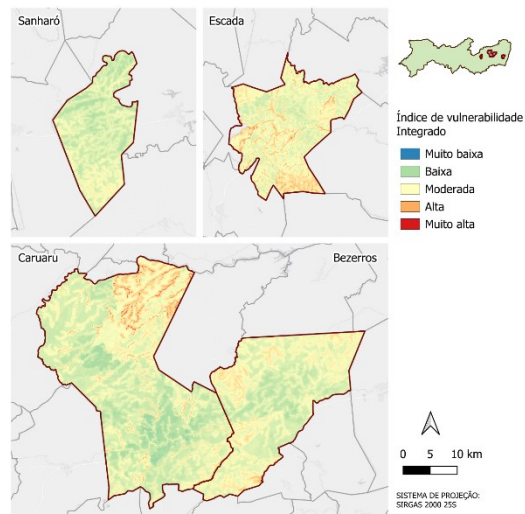 Sanharó
Escada
Índice de vulnerabilidade
Integrado
Muito baixa
Baixa
Moderada
Alta
Muito alta
Caruaru
Bezerros
0 5 10 km
SISTEMA DE PROJEÇÃO:
SIRGAS 2000 25S